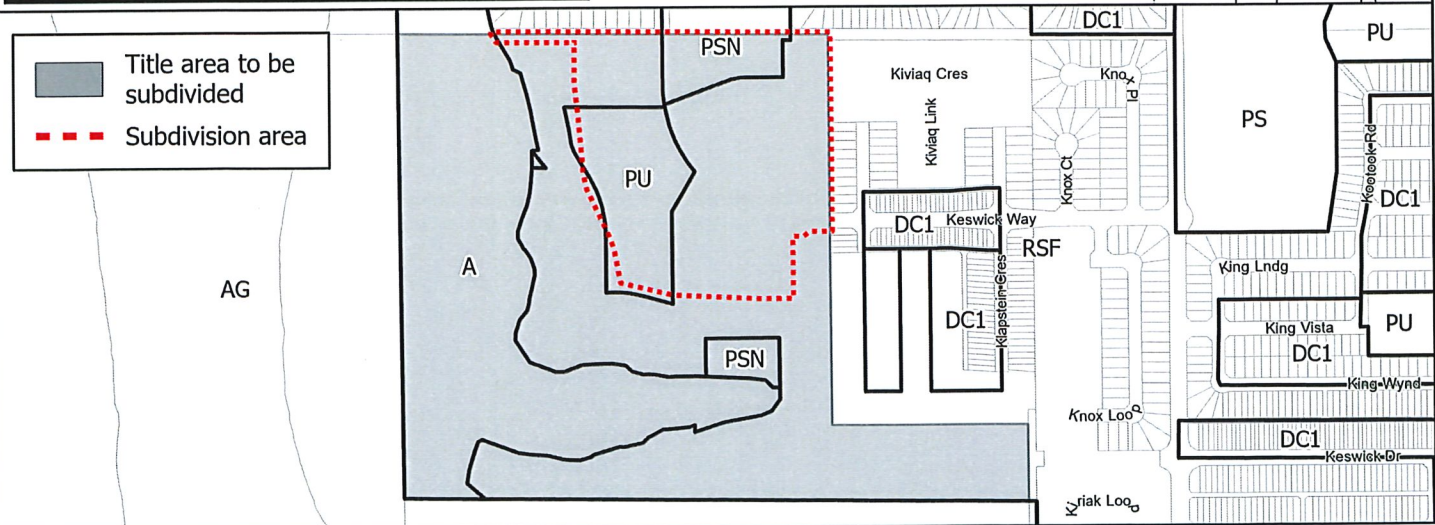 Title area to be
subdivided
Subdivision area
DC1
PU
PSN
Kiviaq Cres
Knox Pl
PS
Kiviaq Link
Knox Ct
Kootook Rd
PU
DC1
DC1
Keswick Way
RSF
A
AG
King Lndg
Klapstein Cres
DC1
PU
King Vista
DC1
PSN
King Wynd
Knox Loop
DC1
Keswick Dr
Kiriak Loop